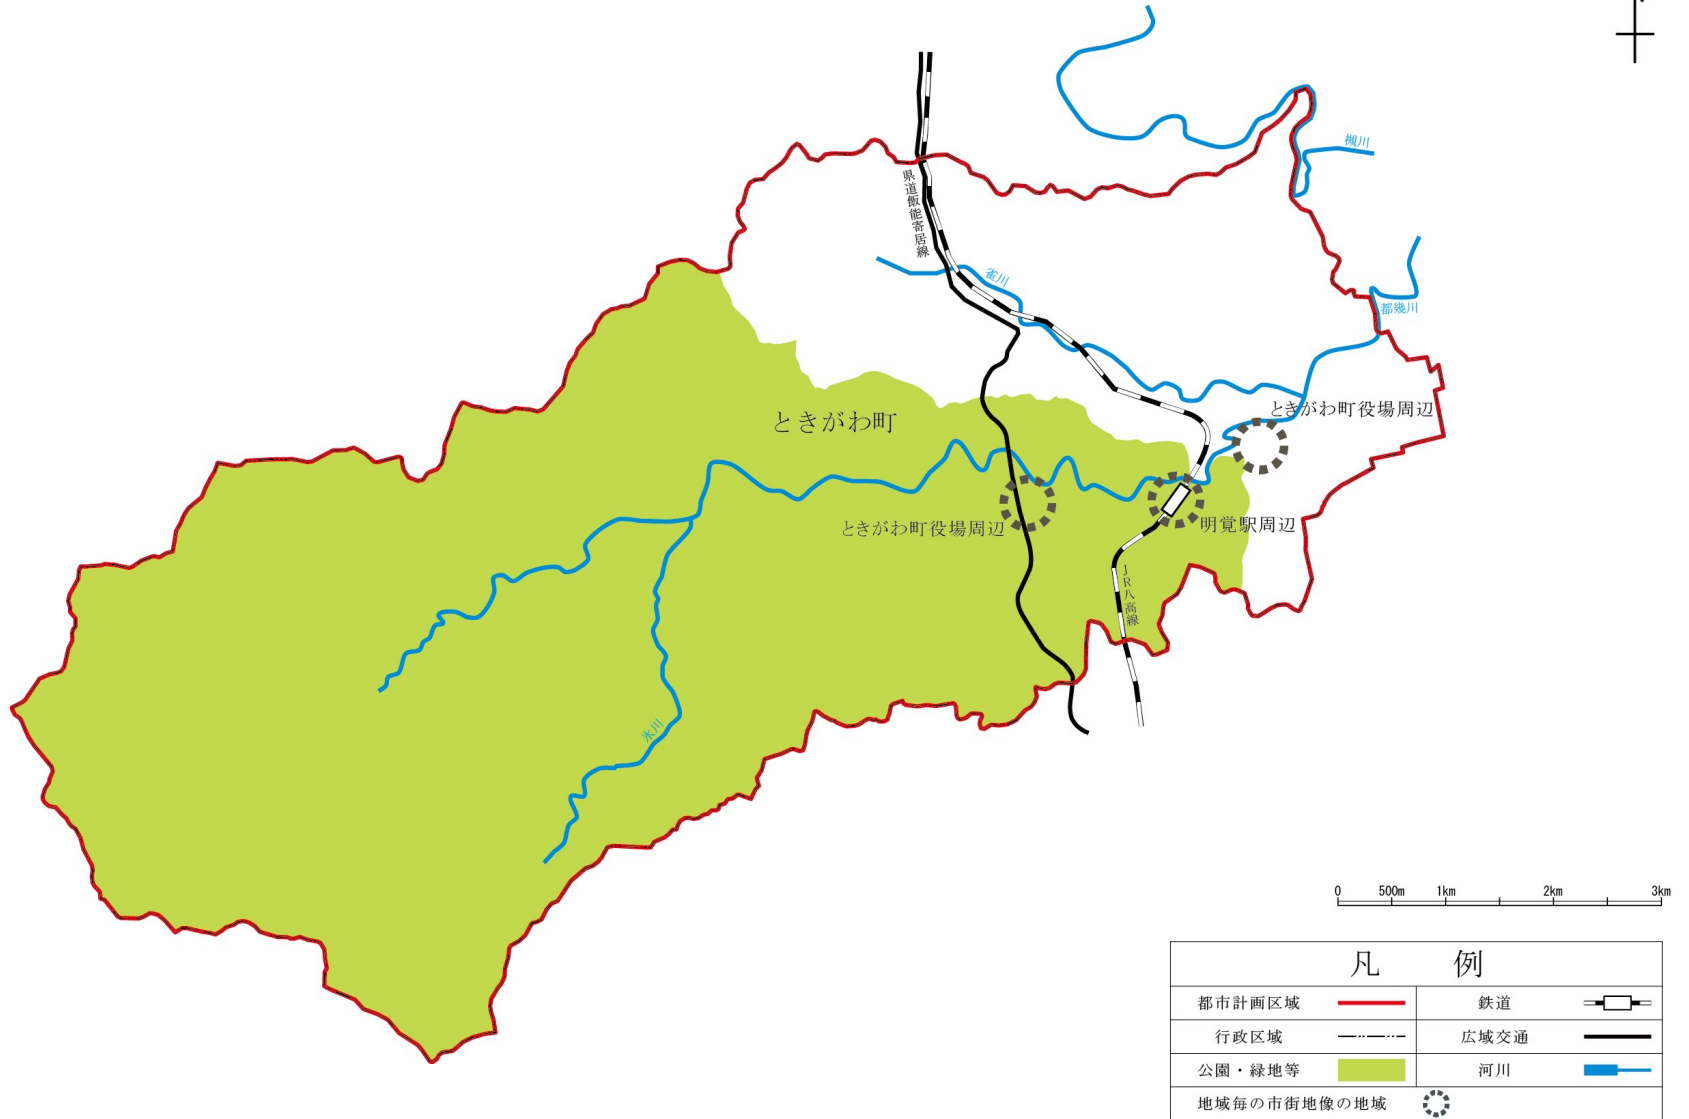 槻川
県道飯能寄居線
雀川
都幾川
ときがわ町役場周辺
ときがわ町
ときがわ町役場周辺
明覚駅周辺
JR八高線
氷川
0 500m 1km 2km 3km
凡 例
都市計画区域 鉄道
行政区域 広域交通
公園・緑地等 河川
地域毎の市街地像の地域